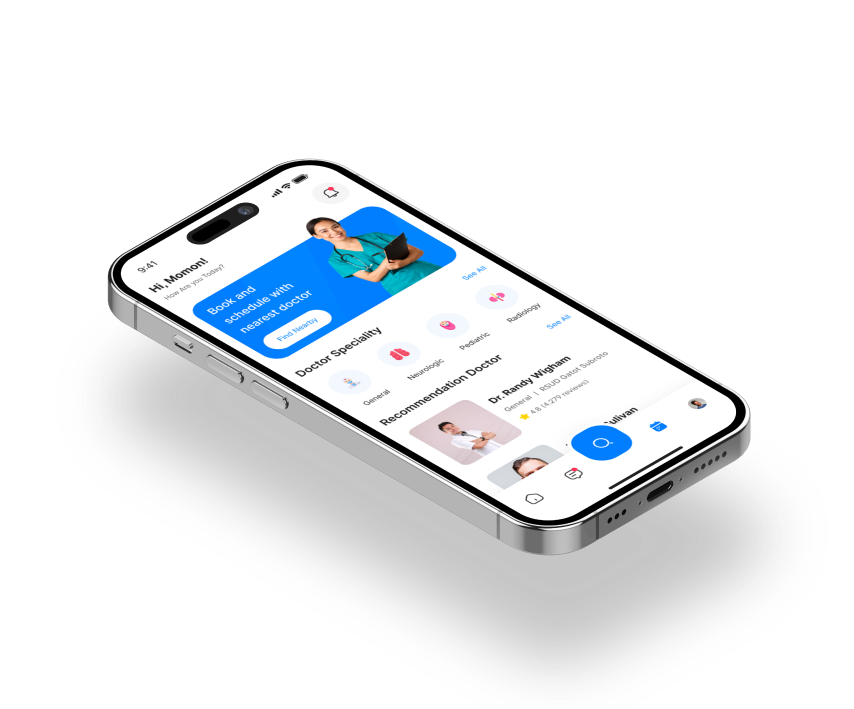 9:41
Hi, Momon!
How Are you Today?
Book and
schedule with
nearest doctor
Find Nearby
Doctor Speciality
See All
General
Neurologic
Pediatric
Radiology
Recommendation Doctor
See All
Dr. Randy Wigham
General | RSUD Gatot Subroto
4.8 (4,279 reviews)